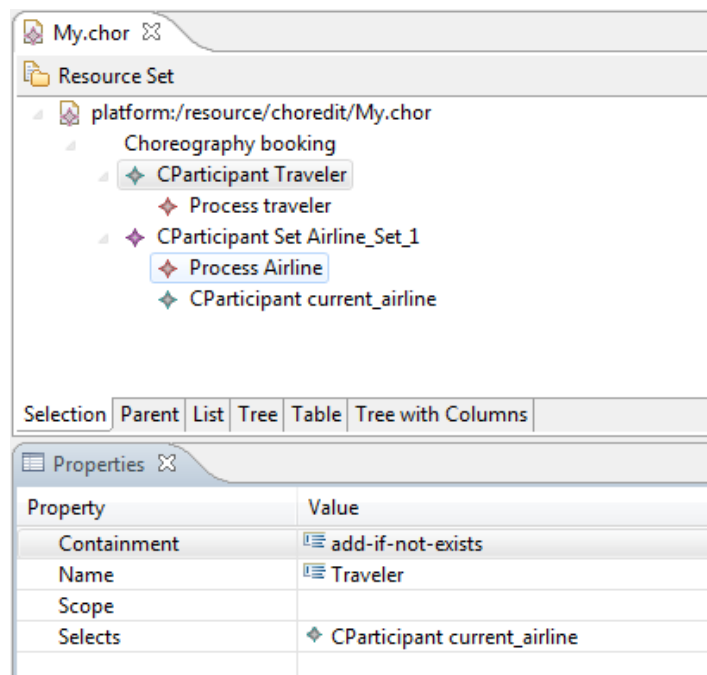 My.chor
Resource Set
platform:/resource/choredit/My.chor
Choreography booking
CParticipant Traveler
Process traveler
CParticipant Set Airline_Set_1
Process Airline
CParticipant current_airline
Selection Parent List Tree Table Tree with Columns
Properties
Property Value
Containment add-if-not-exists
Name Traveler
Scope
Selects CParticipant current_airline